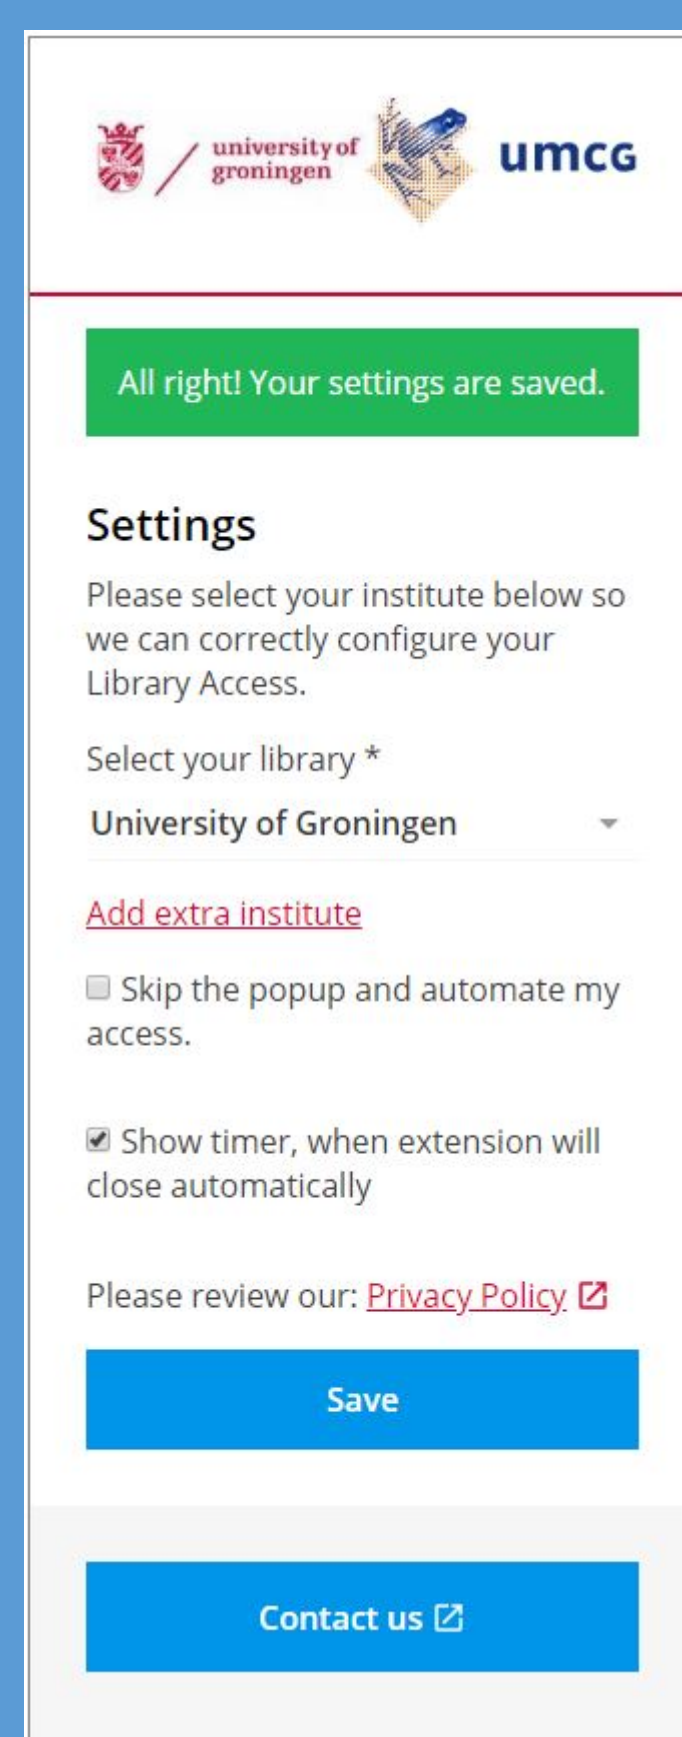 university of
groningen
umcG
All right! Your settings are saved.
Settings
Please select your institute below so
we can correctly configure your
Library Access.
Select your library *
University of Groningen
Add extra institute
Skip the popup and automate my
access.
Show timer, when extension will
close automatically
Please review our: Privacy Policy
Save
Contact us